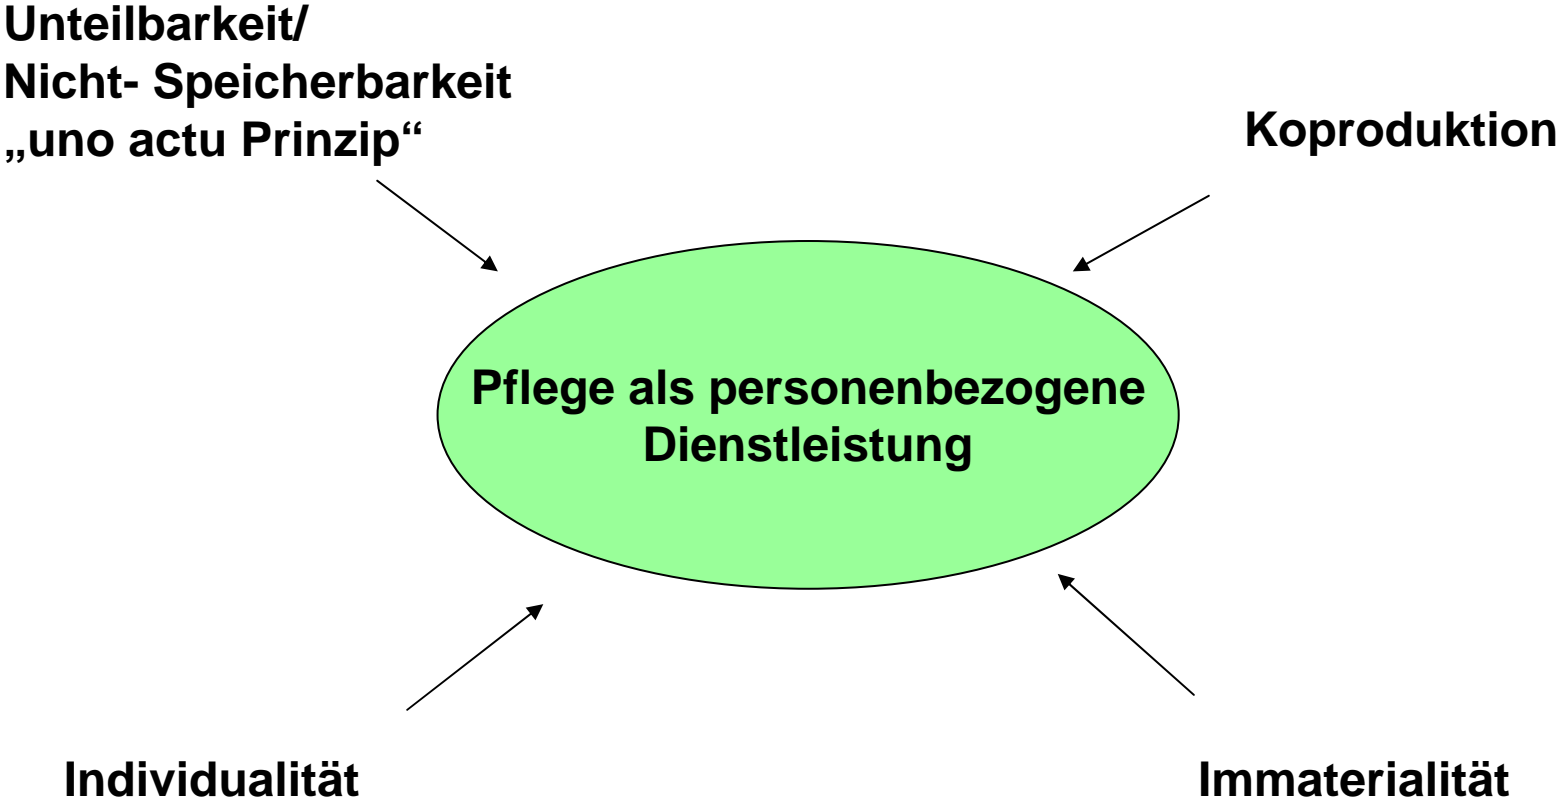 Unteilbarkeit/
Nicht- Speicherbarkeit
„uno actu Prinzip“
Koproduktion
Pflege als personenbezogene
Dienstleistung
Individualität
Immaterialität